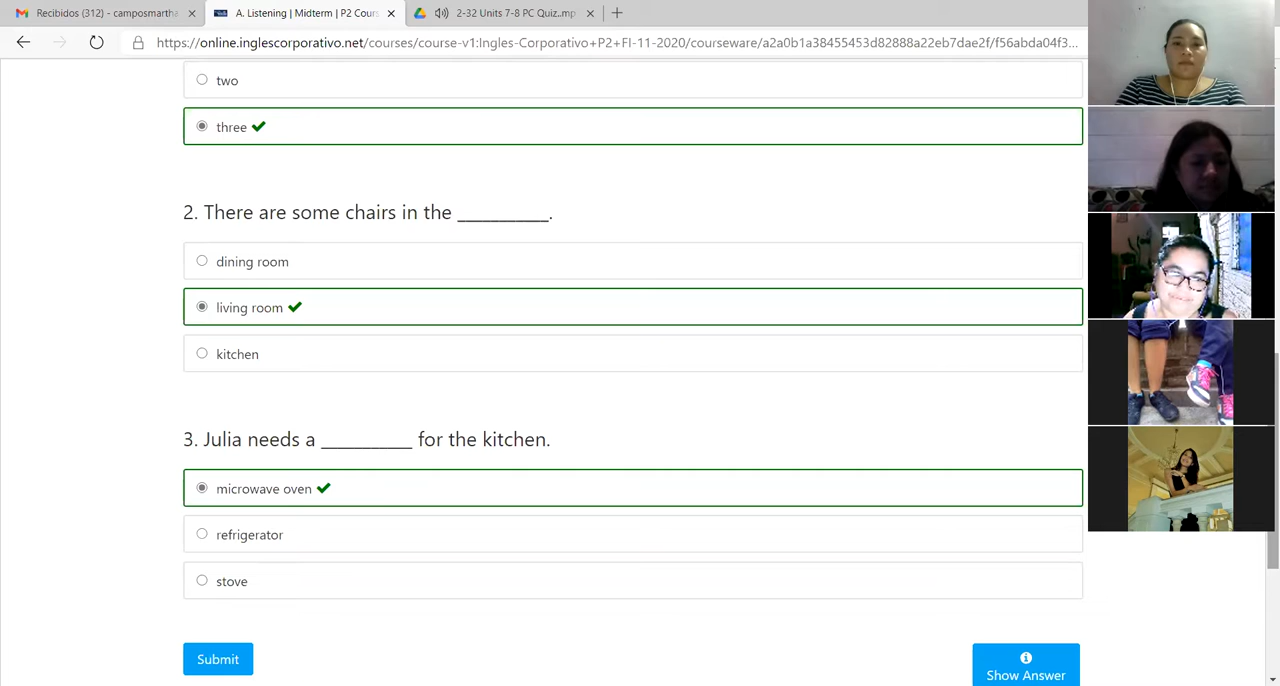 Recibidos (312) - camposmartha
A. Listening | Midterm | P2 Cours
2-32 Units 7-8 PC Quiz..mp
https://online.inglescorporativo.net/courses/course-v1:Ingles-Corporativo+P2+FI-11-2020/courseware/a2a0b1a38455453d82888a22eb7dae2f/f56abda04f3...
two
three
2. There are some chairs in the __________.
dining room
living room
kitchen
3. Julia needs a __________ for the kitchen.
microwave oven
refrigerator
stove
Submit
Show Answer